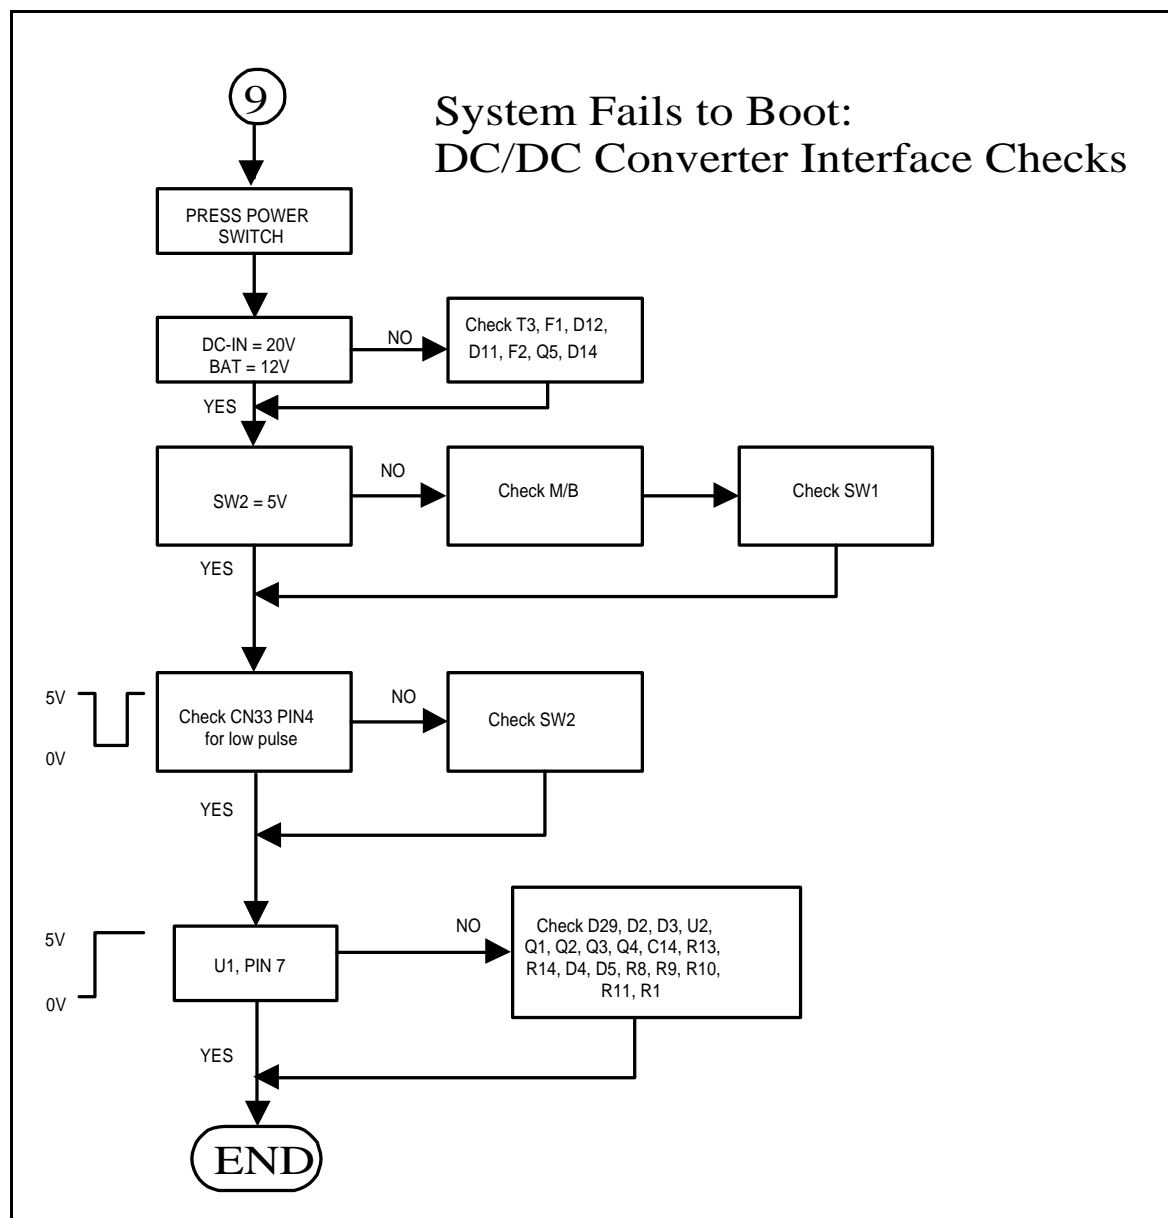 9
System Fails to Boot:
DC/DC Converter Interface Checks
PRESS POWER
SWITCH
DC-IN = 20V
BAT = 12V
NO
Check T3, F1, D12,
D11, F2, Q5, D14
YES
SW2 = 5V
NO
Check M/B
Check SW1
YES
5V
0V
Check CN33 PIN4
for low pulse
NO
Check SW2
YES
5V
0V
U1, PIN 7
NO
Check D29, D2, D3, U2,
Q1, Q2, Q3, Q4, C14, R13,
R14, D4, D5, R8, R9, R10,
R11, R1
YES
END